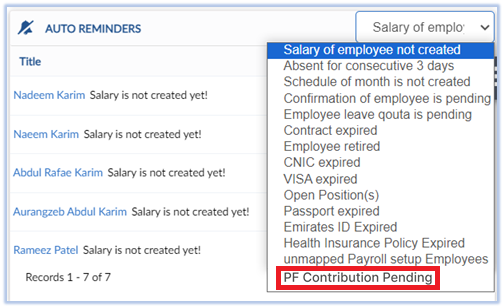 AUTO REMINDERS
Salary of emplo
Title
Nadeem Karim Salary is not created yet!
Naeem Karim Salary is not created yet!
Abdul Rafae Karim Salary is not created yet!
Aurangzeb Abdul Karim Salary is not created yet!
Rameez Patel Salary is not created yet!
Records 1 - 7 of 7
Salary of employee not created
Absent for consecutive 3 days
Schedule of month is not created
Confirmation of employee is pending
Employee leave qouta is pending
Contract expired
Employee retired
CNIC expired
VISA expired
Open Position(s)
Passport expired
Emirates ID Expired
Health Insurance Policy Expired
unmapped Payroll setup Employees
PF Contribution Pending